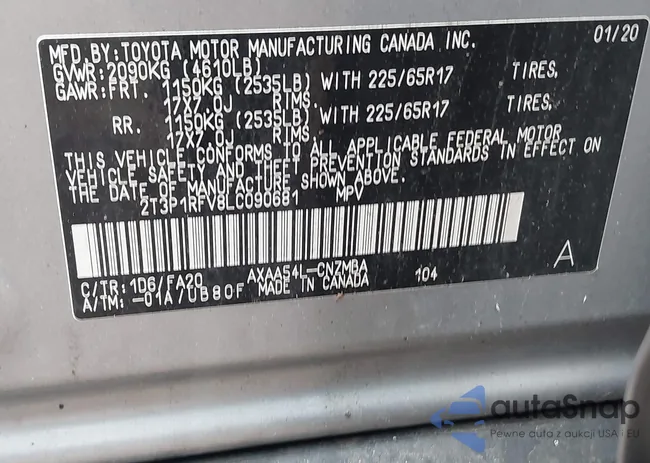 MFD.BY:TOYOTA MOTOR MANUFACTURING CANADA INC. 01/20
GVWR:2090KG (4610LB)
GAWR:FRT. 1150KG (2535LB) WITH 225/65R17 TIRES,
17X7.0J RIMS,
RR. 1150KG (2535LB) WITH 225/65R17 TIRES,
17X7.0J RIMS,
THIS VEHICLE CONFORMS TO ALL APPLICABLE FEDERAL MOTOR
VEHICLE SAFETY AND THEFT PREVENTION STANDARDS IN EFFECT ON
THE DATE OF MANUFACTURE SHOWN ABOVE.
2T3P1RFV8LC090681 MPV
A
C/TR:1D6/FA20 AXAA54L-CNZMBA 104
A/TM:-01A/UB80F MADE IN CANADA
autoSnap
Pewne auta z aukcji USA · EU